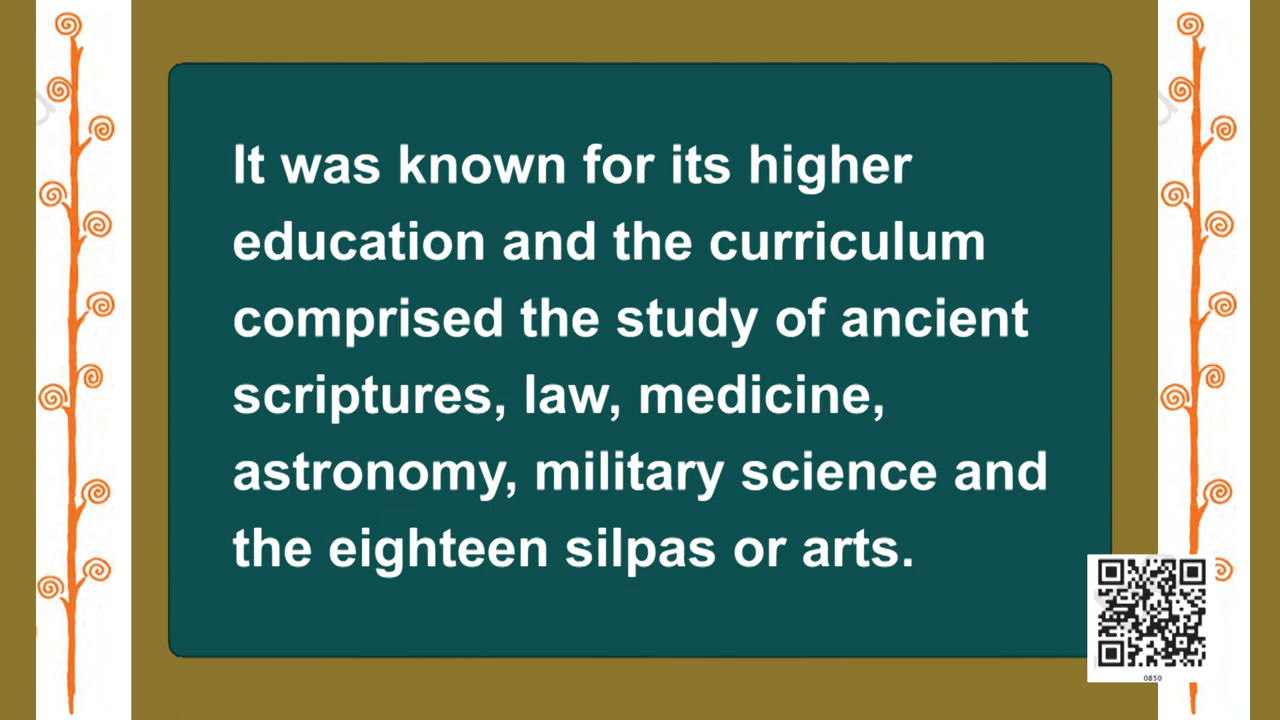 It was known for its higher
education and the curriculum
comprised the study of ancient
scriptures, law, medicine,
astronomy, military science and
the eighteen silpas or arts.
0850